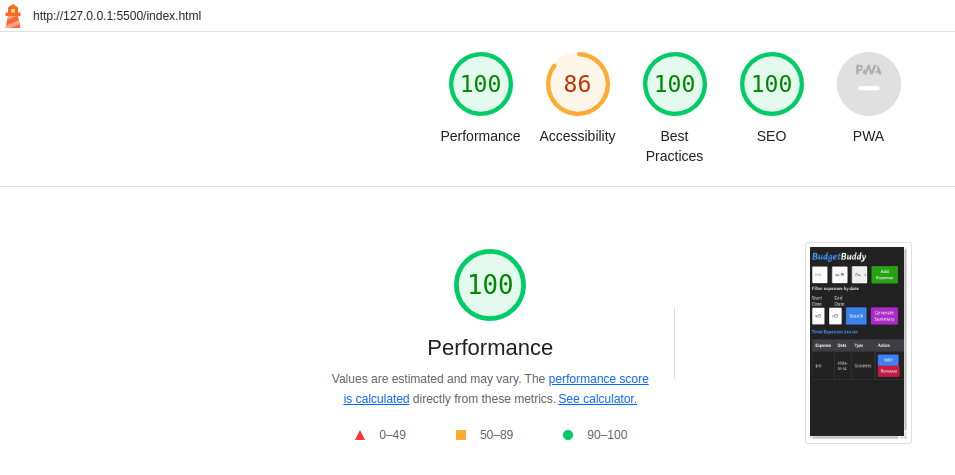 http://127.0.0.1:5500/index.html
100
86
100
100
PWA
Performance
Accessibility
Best
Practices
SEO
PWA
100
Performance
Values are estimated and may vary. The performance score
is calculated directly from these metrics. See calculator.
0–49
50–89
90–100
BudgetBuddy
Add
Expense
Filter expenses by date
Start
Date
End
Date
Search
Generate
Summary
Total Expenses:
Expense
Date
Type
Action
Groceries
Edit
Remove